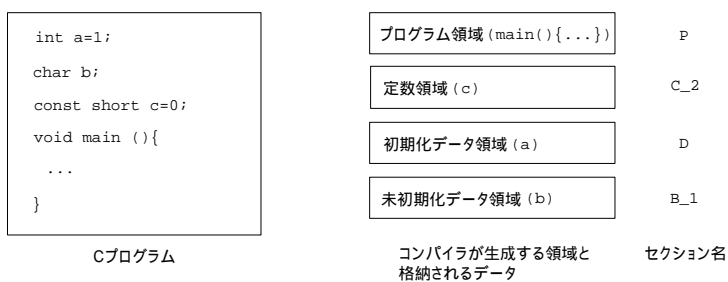 int a=1;
char b;
const short c=0;
void main (){
...
}
Cプログラム
プログラム領域(main(){...})
P
定数領域(c)
C_2
初期化データ領域(a)
D
未初期化データ領域(b)
B_1
コンパイラが生成する領域と
格納されるデータ
セクション名